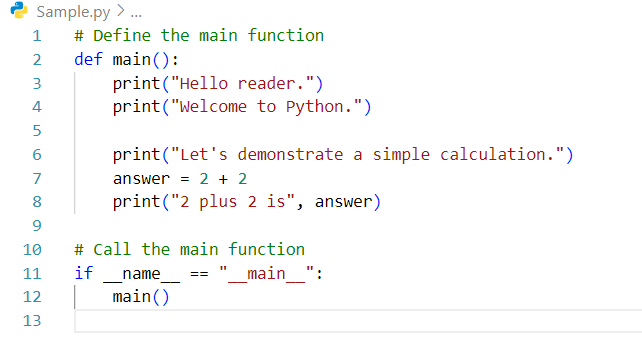 Sample.py > ...
1 # Define the main function
2 def main():
3     print("Hello reader.")
4     print("Welcome to Python.")
5
6     print("Let's demonstrate a simple calculation.")
7     answer = 2 + 2
8     print("2 plus 2 is", answer)
9
10 # Call the main function
11 if __name__ == "__main__":
12     main()
13